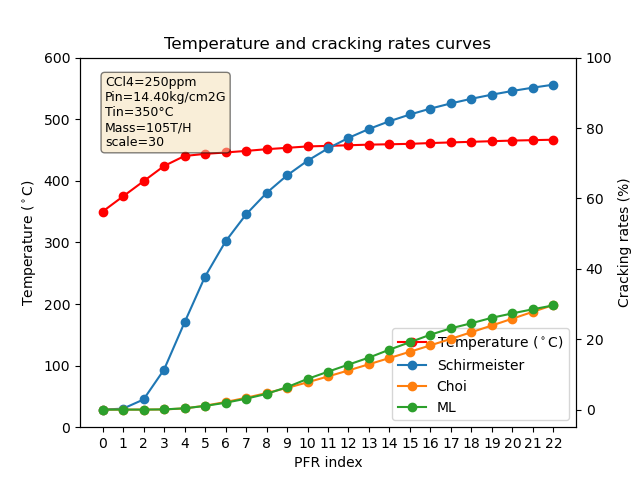 Temperature and cracking rates curves
600
500
400
300
200
100
0
Temperature (°C)
CCl4=250ppm
Pin=14.40kg/cm2G
Tin=350°C
Mass=105T/H
scale=30
100
80
60
40
20
0
Cracking rates (%)
Temperature (°C)
Schirmeister
Choi
ML
0 1 2 3 4 5 6 7 8 9 10 11 12 13 14 15 16 17 18 19 20 21 22
PFR index